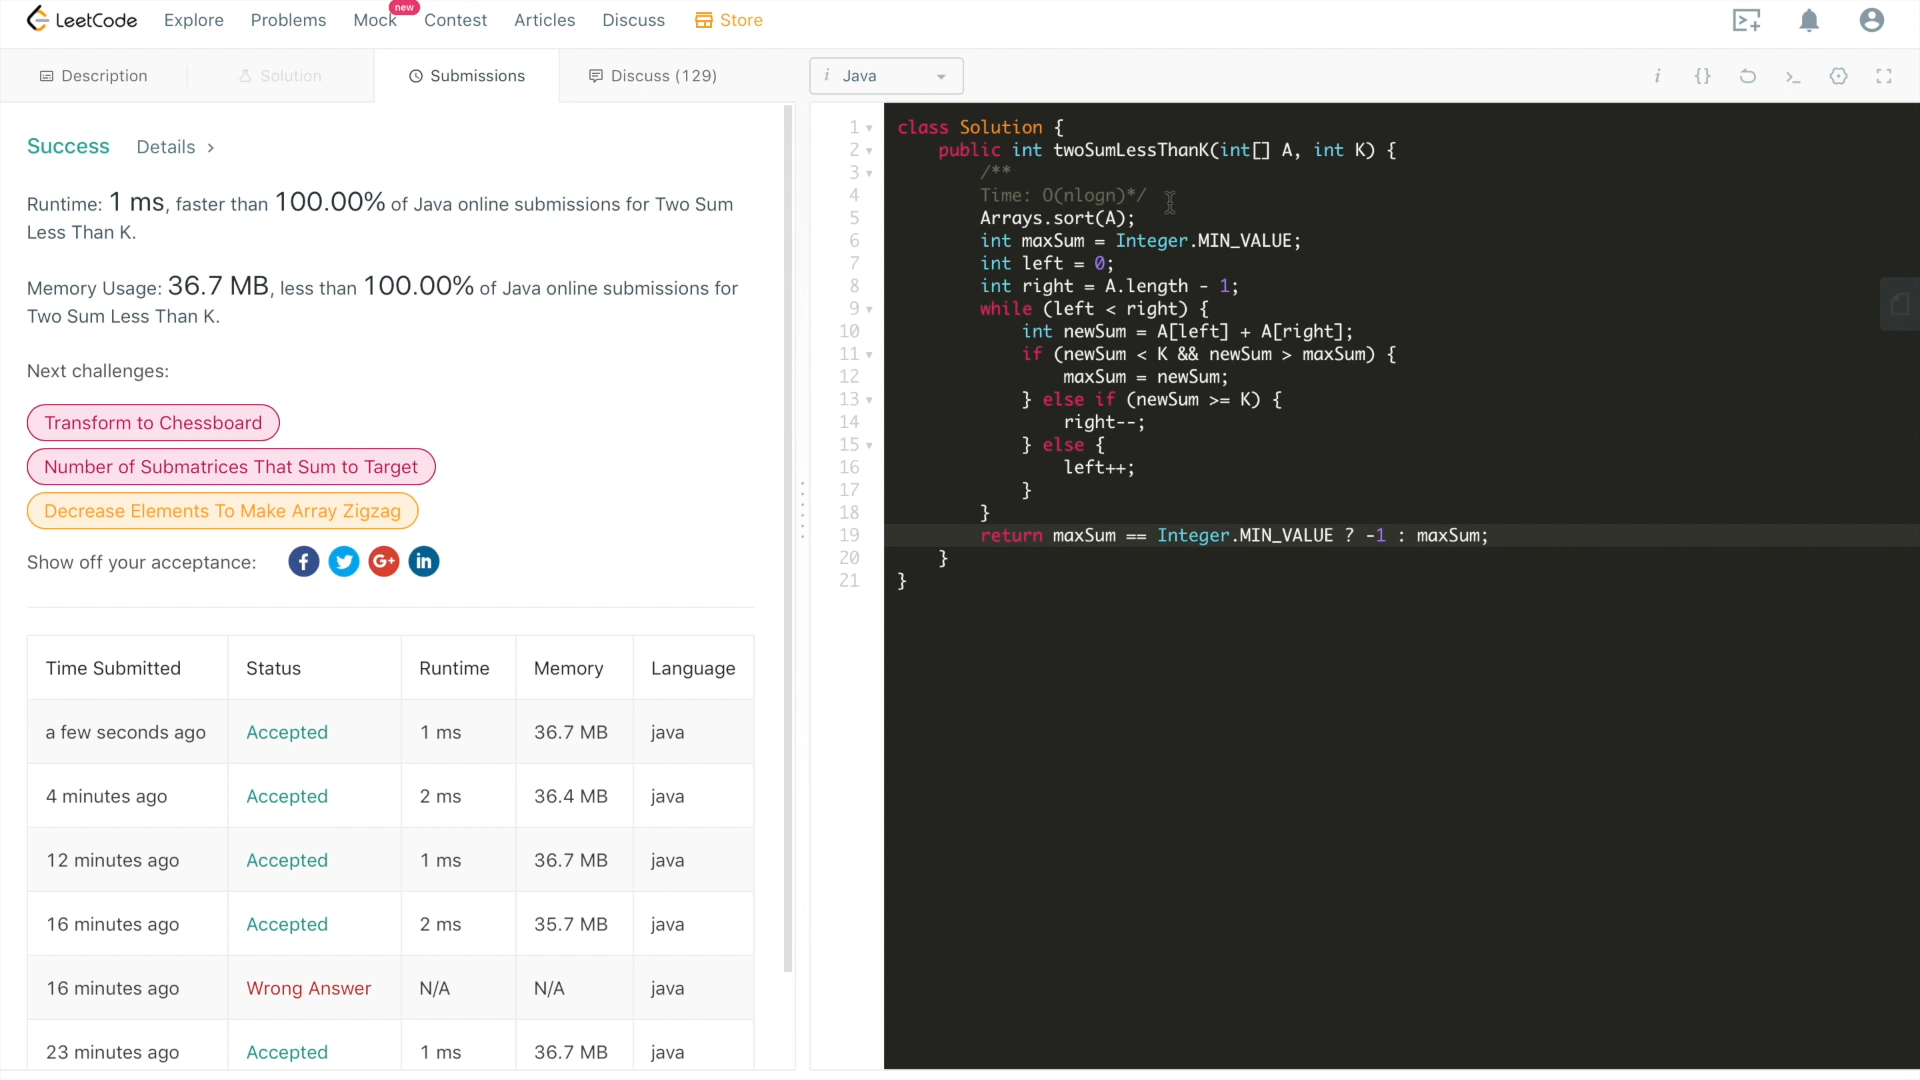 LeetCode Explore Problems Mock new Contest Articles Discuss Store
Description Solution Submissions Discuss (129)
Success Details >
Runtime: 1 ms, faster than 100.00% of Java online submissions for Two Sum
Less Than K.
Memory Usage: 36.7 MB, less than 100.00% of Java online submissions for
Two Sum Less Than K.
Next challenges:
Transform to Chessboard
Number of Submatrices That Sum to Target
Decrease Elements To Make Array Zigzag
Show off your acceptance: f G+ in
Time Submitted Status Runtime Memory Language
a few seconds ago Accepted 1 ms 36.7 MB java
4 minutes ago Accepted 2 ms 36.4 MB java
12 minutes ago Accepted 1 ms 36.7 MB java
16 minutes ago Accepted 2 ms 35.7 MB java
16 minutes ago Wrong Answer N/A N/A java
23 minutes ago Accepted 1 ms 36.7 MB java
i Java i {} >_
1 class Solution {
2 public int twoSumLessThanK(int[] A, int K) {
3 /**
4 Time: O(nlogn)*/
5 Arrays.sort(A);
6 int maxSum = Integer.MIN_VALUE;
7 int left = 0;
8 int right = A.length - 1;
9 while (left < right) {
10 int newSum = A[left] + A[right];
11 if (newSum < K && newSum > maxSum) {
12 maxSum = newSum;
13 } else if (newSum >= K) {
14 right--;
15 } else {
16 left++;
17 }
18 }
19 return maxSum == Integer.MIN_VALUE ? -1 : maxSum;
20 }
21 }